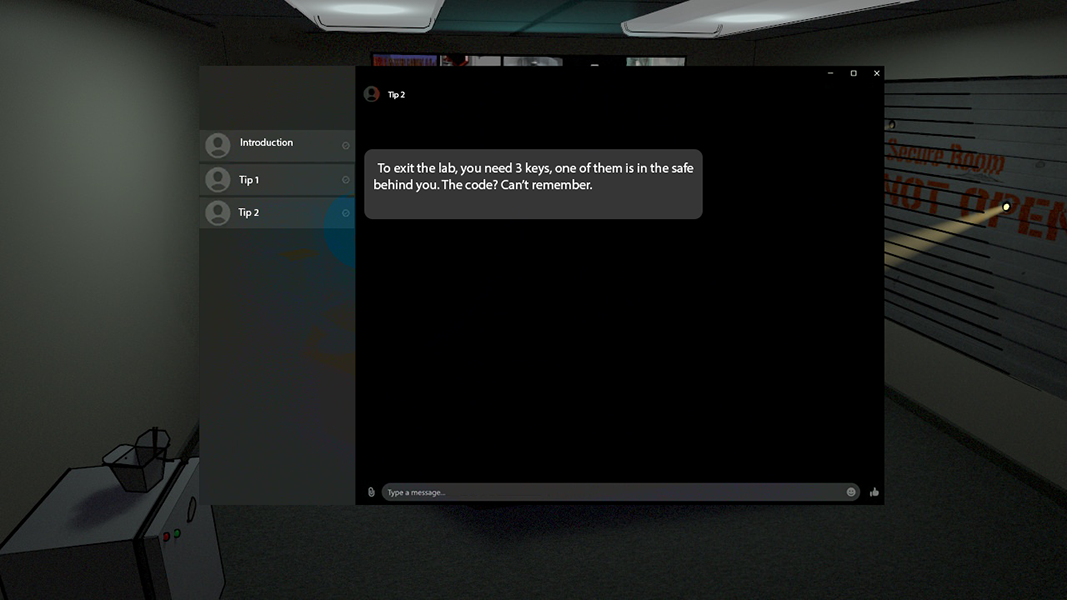 Tip 2
Introduction
Tip 1
Tip 2
To exit the lab, you need 3 keys, one of them is in the safe
behind you. The code? Can't remember.
Type a message...
Secure Room
NOT OPEN